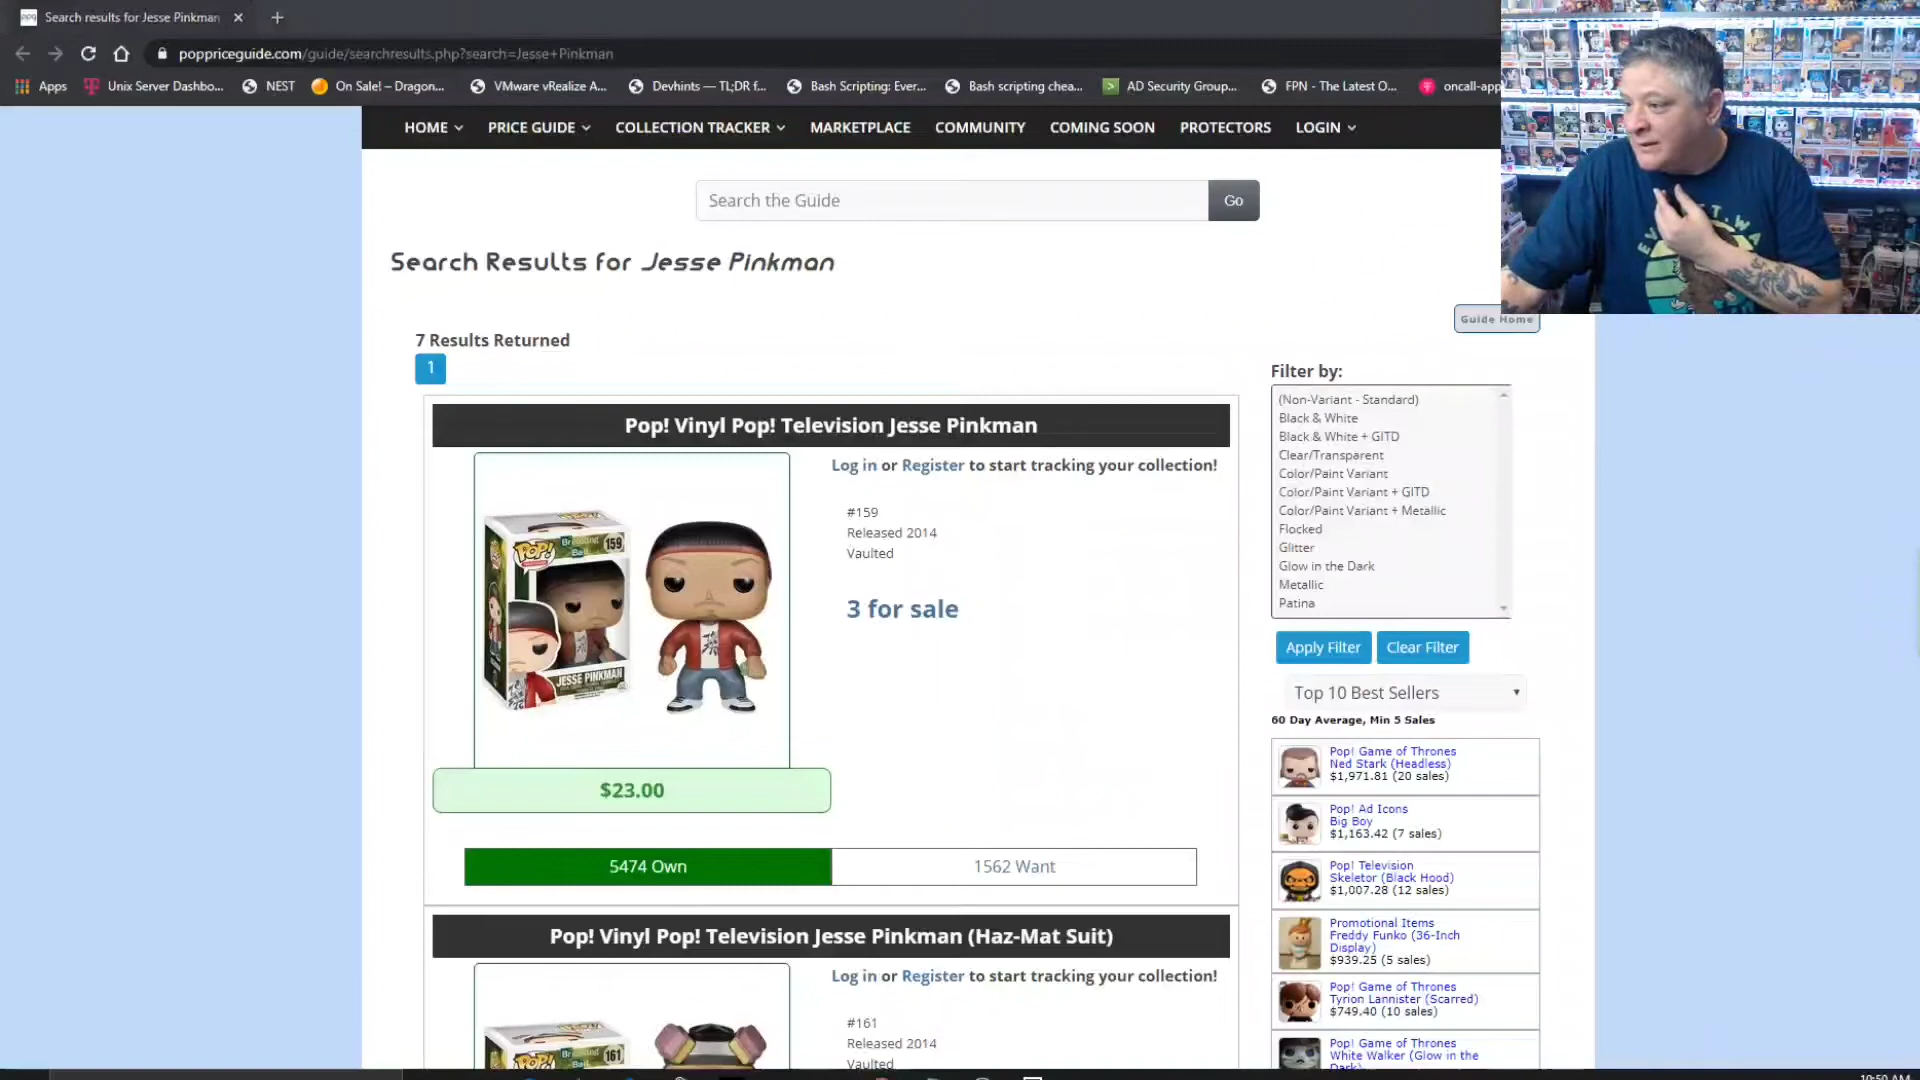 Search results for Jesse Pinkman
poppriceguide.com/guide/searchresults.php?search=Jesse+Pinkman
Apps
Unix Server Dashbo...
NEST
On Sale! – Dragon...
VMware vRealize A...
Devhints — TL;DR f...
Bash Scripting: Ever...
Bash scripting chea...
AD Security Group...
FPN - The Latest O...
oncall-app
HOME PRICE GUIDE COLLECTION TRACKER MARKETPLACE COMMUNITY COMING SOON PROTECTORS LOGIN
Search the Guide
Go
Search Results for Jesse Pinkman
Guide Home
7 Results Returned
1
Pop! Vinyl Pop! Television Jesse Pinkman
Log in or Register to start tracking your collection!
#159
Released 2014
Vaulted
3 for sale
POP!
Breaking
Bad
159
JESSE PINKMAN
$23.00
5474 Own
1562 Want
Pop! Vinyl Pop! Television Jesse Pinkman (Haz-Mat Suit)
Log in or Register to start tracking your collection!
#161
Released 2014
Vaulted
POP!
161
Filter by:
(Non-Variant - Standard)
Black & White
Black & White + GITD
Clear/Transparent
Color/Paint Variant
Color/Paint Variant + GITD
Color/Paint Variant + Metallic
Flocked
Glitter
Glow in the Dark
Metallic
Patina
Apply Filter
Clear Filter
Top 10 Best Sellers
60 Day Average, Min 5 Sales
Pop! Game of Thrones
Ned Stark (Headless)
$1,971.81 (20 sales)
Pop! Ad Icons
Big Boy
$1,163.42 (7 sales)
Pop! Television
Skeletor (Black Hood)
$1,007.28 (12 sales)
Promotional Items
Freddy Funko (36-Inch
Display)
$939.25 (5 sales)
Pop! Game of Thrones
Tyrion Lannister (Scarred)
$749.40 (10 sales)
Pop! Game of Thrones
White Walker (Glow in the
Dark)
10:50 AM